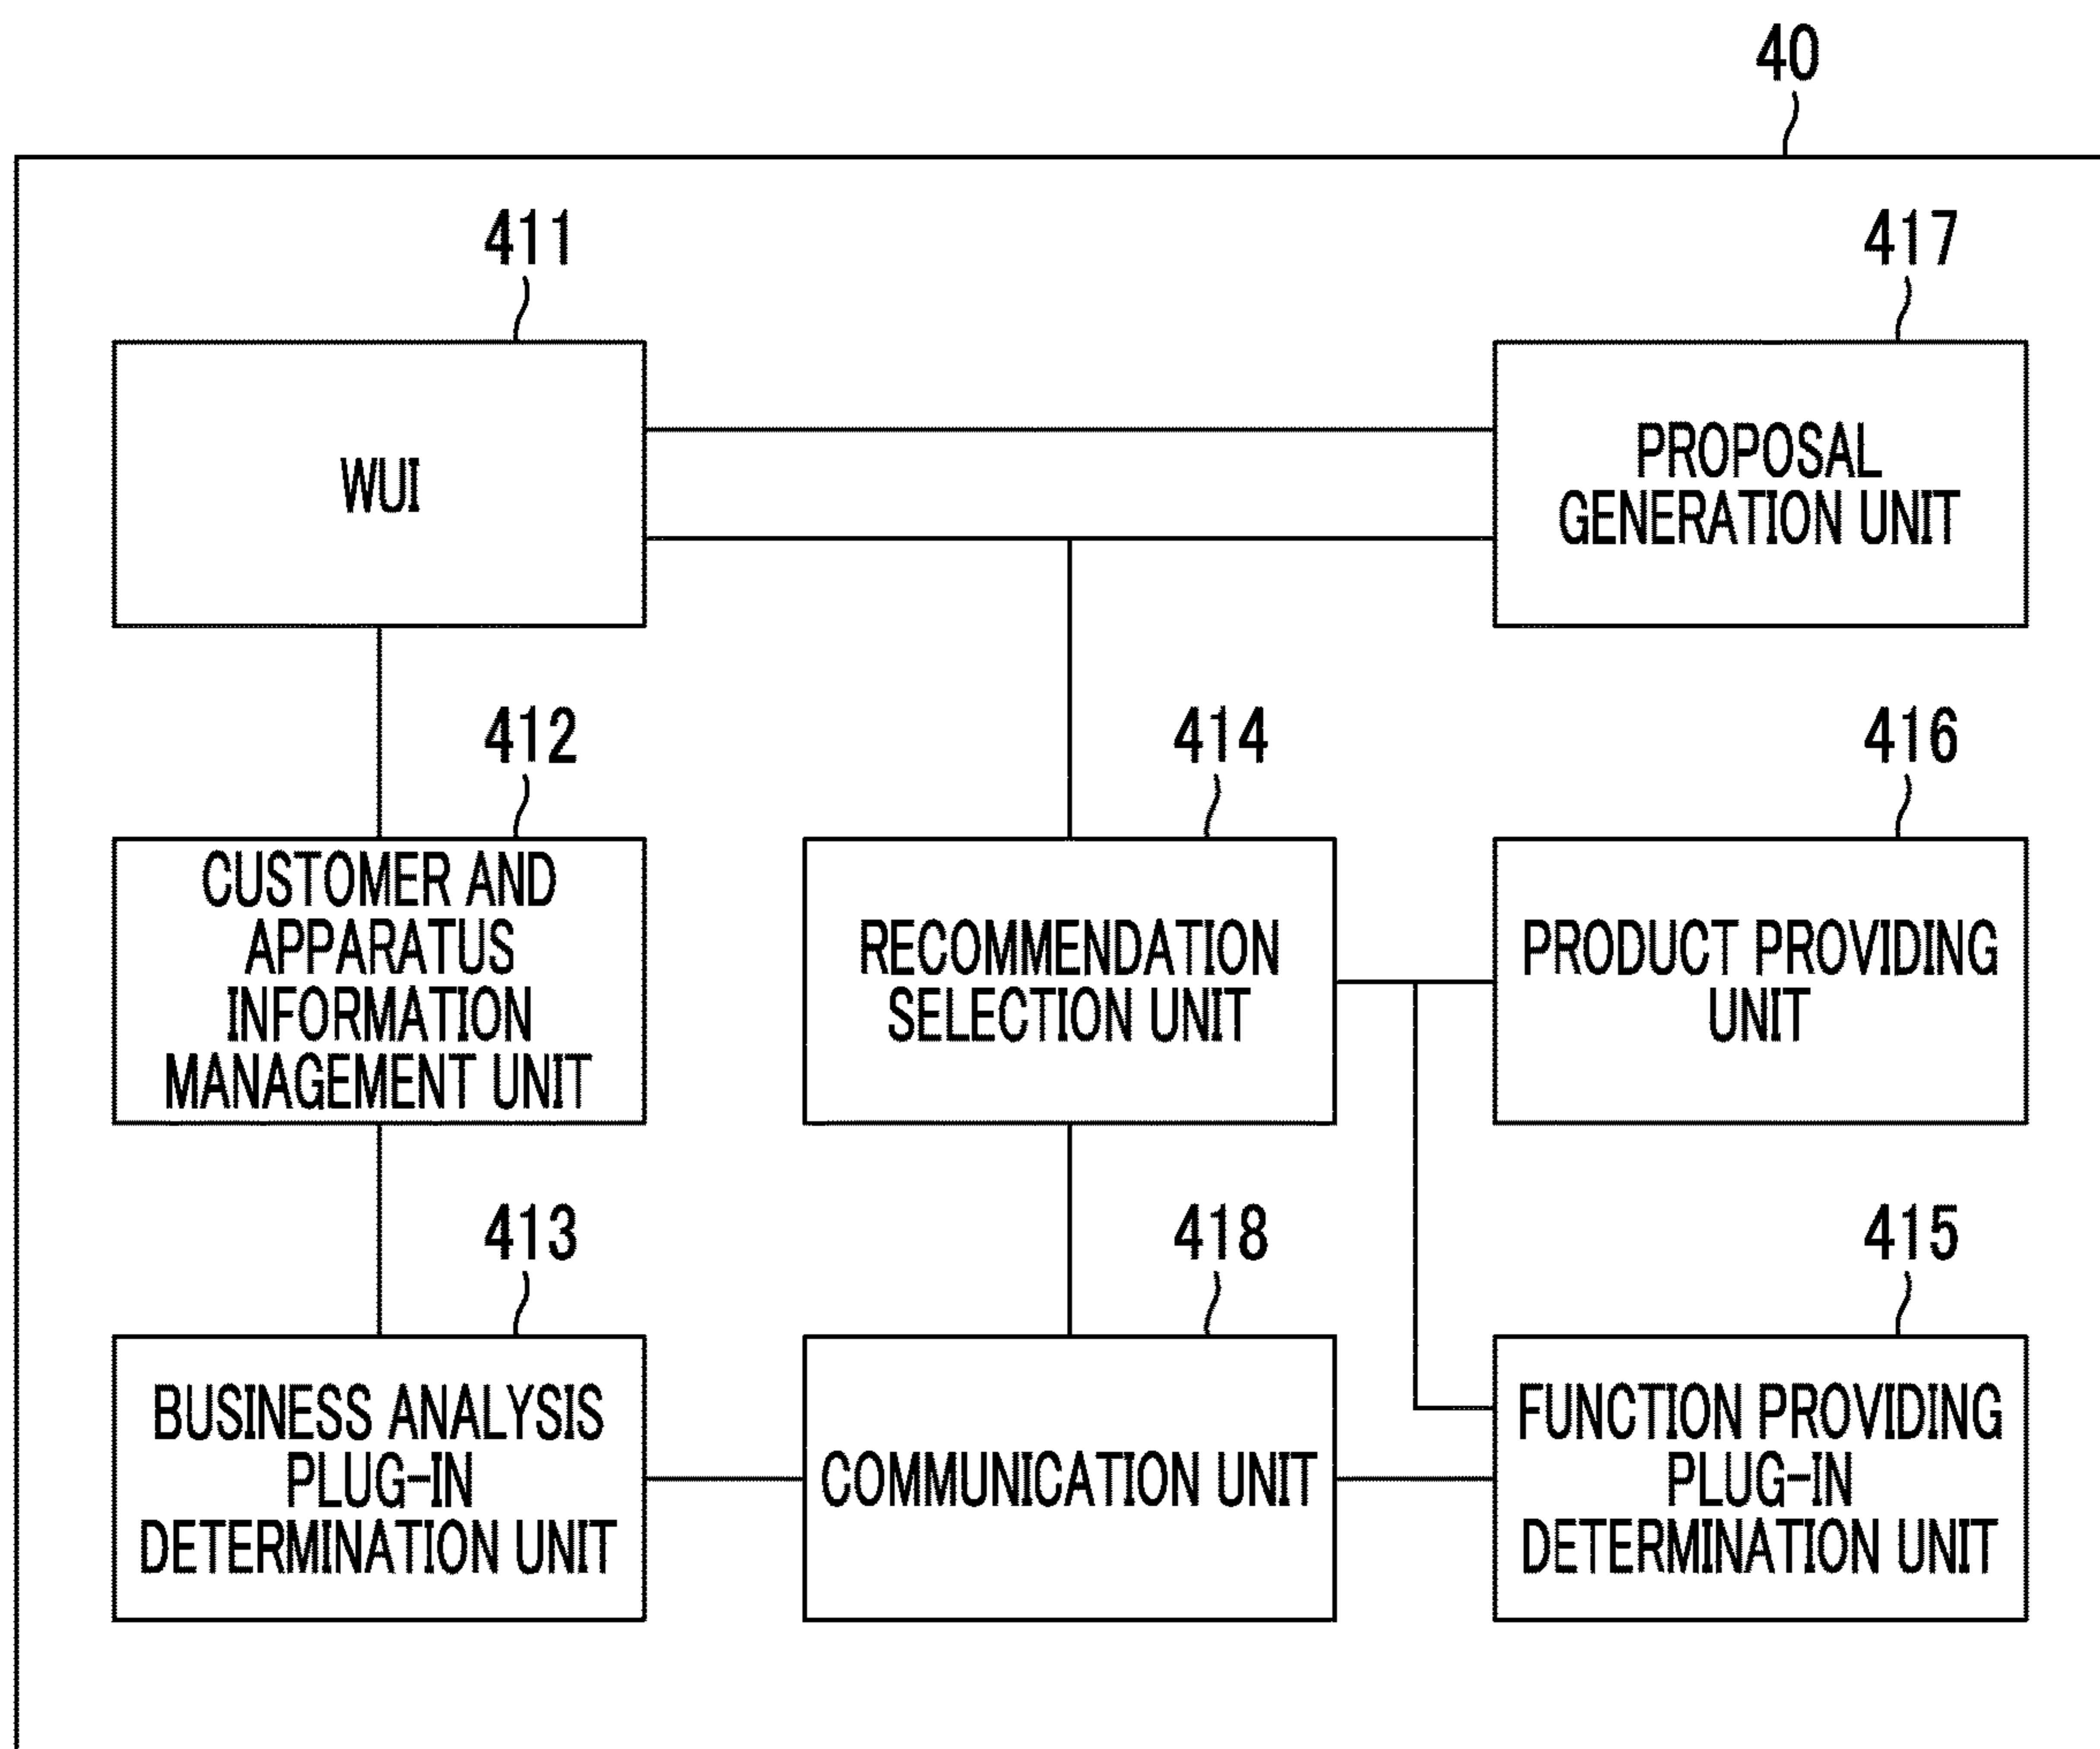 40
411
417
WUI
PROPOSAL
GENERATION UNIT
412
414
416
CUSTOMER AND
APPARATUS
INFORMATION
MANAGEMENT UNIT
RECOMMENDATION
SELECTION UNIT
PRODUCT PROVIDING
UNIT
413
418
415
BUSINESS ANALYSIS
PLUG-IN
DETERMINATION UNIT
COMMUNICATION UNIT
FUNCTION PROVIDING
PLUG-IN
DETERMINATION UNIT